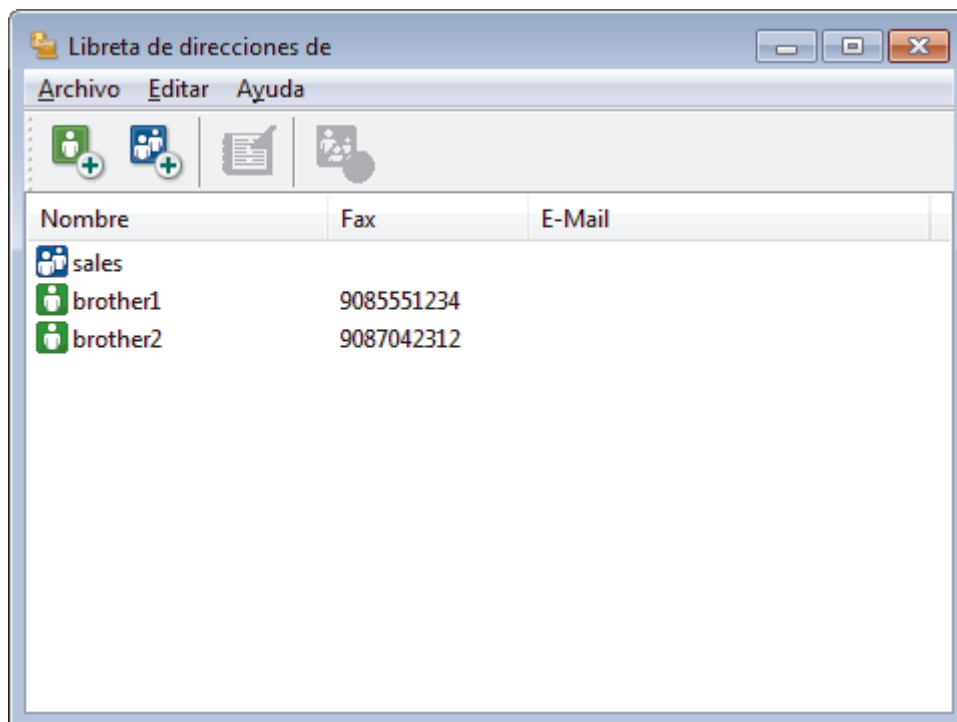 Libreta de direcciones de
Archivo Editar Ayuda
Nombre Fax E-Mail
sales
brother1 9085551234
brother2 9087042312